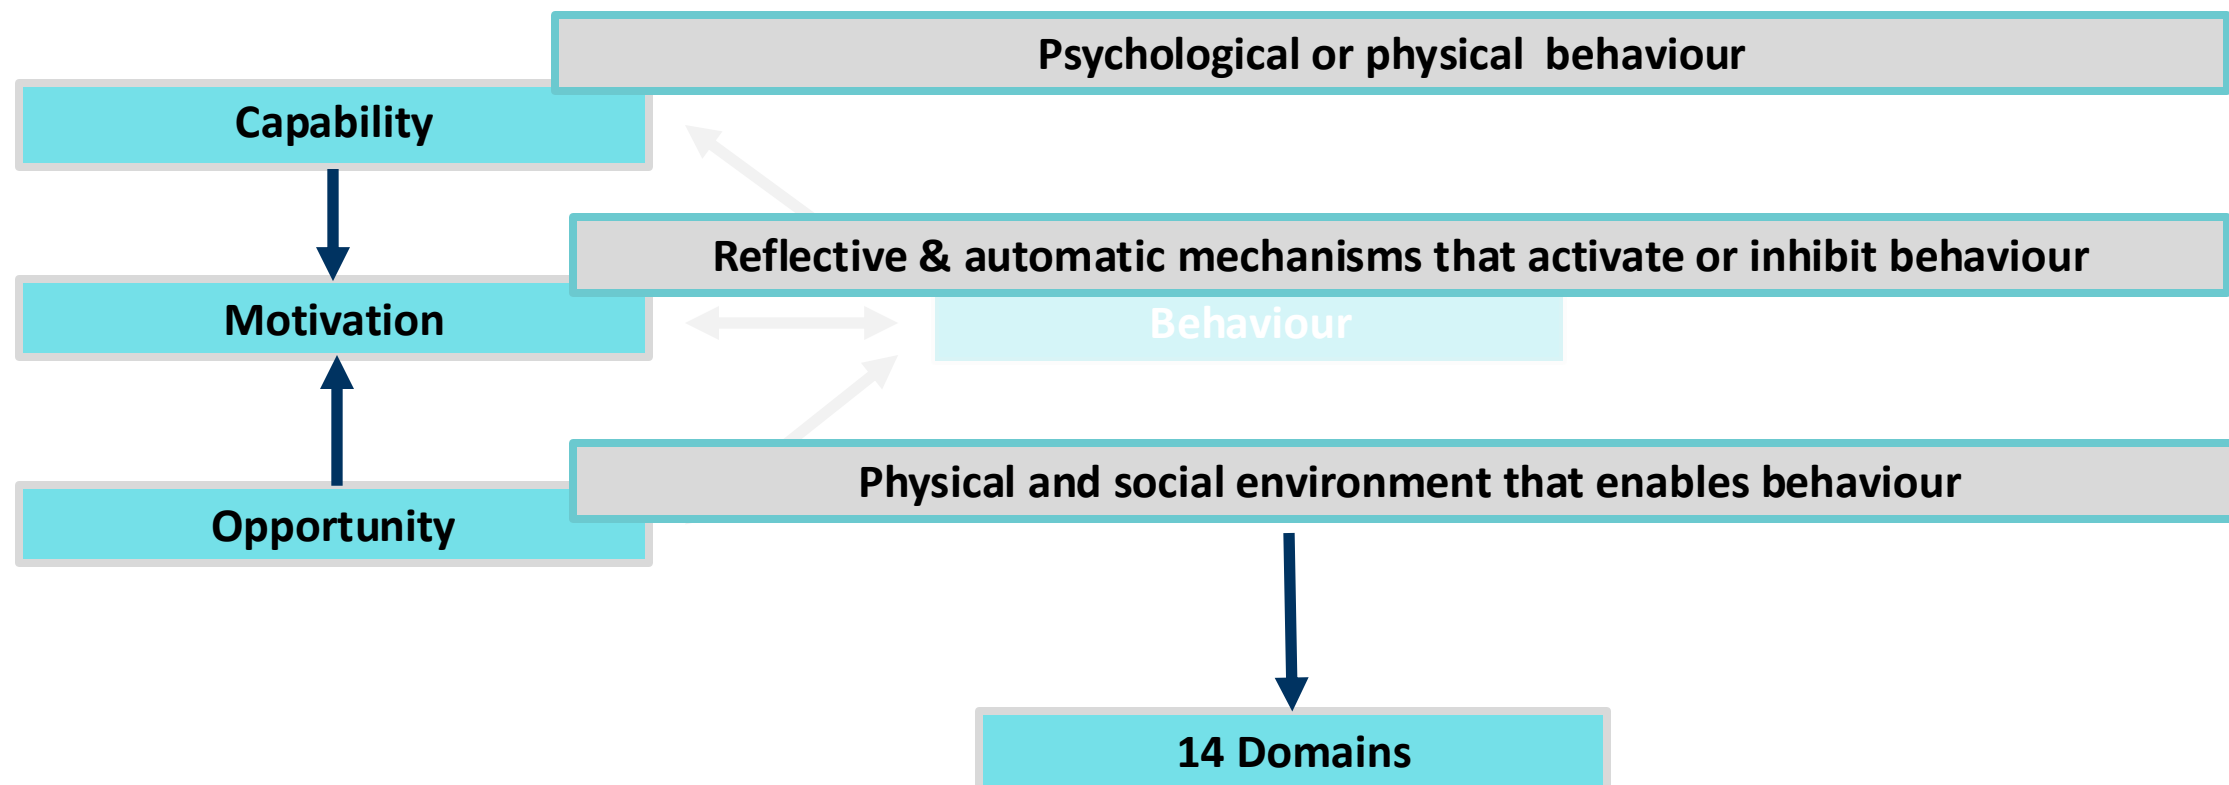 Psychological or physical  behaviour
Capability
Reflective & automatic mechanisms that activate or inhibit behaviour
Motivation
Behaviour
Physical and social environment that enables behaviour
Opportunity
14 Domains